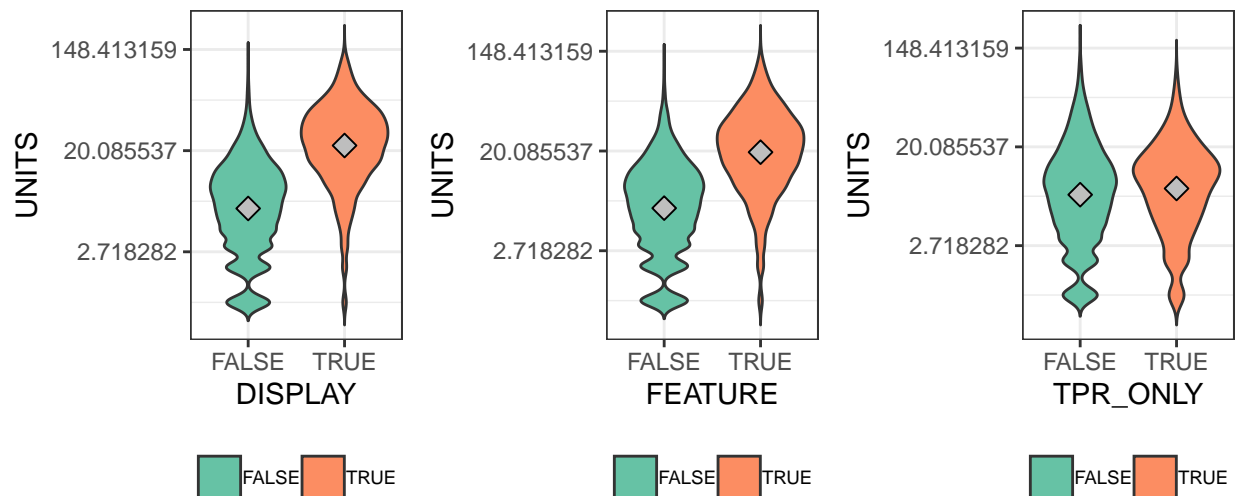 UNITS
148.413159
20.085537
2.718282
FALSE TRUE
DISPLAY
FALSE TRUE
UNITS
148.413159
20.085537
2.718282
FALSE TRUE
FEATURE
FALSE TRUE
UNITS
148.413159
20.085537
2.718282
FALSE TRUE
TPR_ONLY
FALSE TRUE